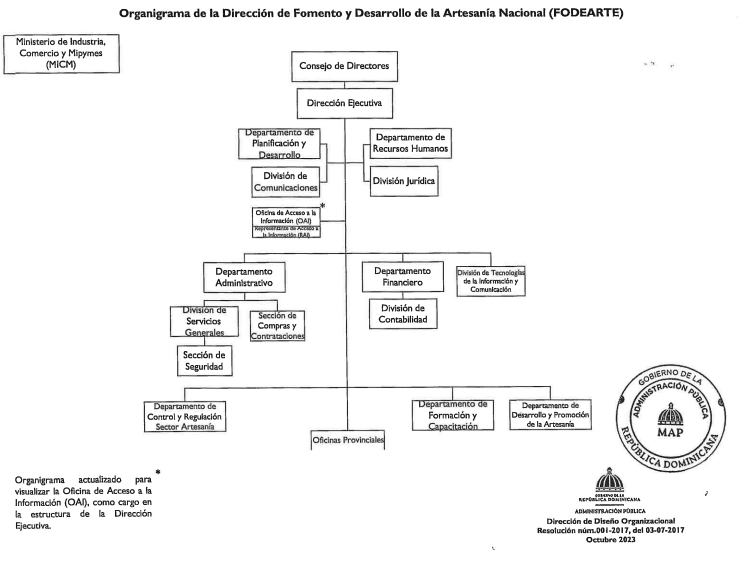 Organigrama de la Dirección de Fomento y Desarrollo de la Artesanía Nacional (FODEARTE)
Ministerio de Industria,
Comercio y Mipymes
(MICM)
Consejo de Directores
Dirección Ejecutiva
Departamento de
Planificación y
Desarrollo
Departamento de
Recursos Humanos
División de
Comunicaciones
División Jurídica
*
Oficina de Acceso a la
Información (OAI)
Representante de Acceso a
la Información (RAI)
Departamento
Administrativo
Departamento
Financiero
División de Tecnologías
de la Información y
Comunicación
División de
Servicios
Generales
Sección de
Compras y
Contrataciones
División de
Contabilidad
Sección de
Seguridad
Departamento de
Control y Regulación
Sector Artesanía
Oficinas Provinciales
Departamento de
Formación y
Capacitación
Departamento de
Desarrollo y Promoción
de la Artesanía
GOBIERNO DE LA
REPÚBLICA DOMINICANA
ADMINISTRACIÓN PÚBLICA
MAP
*
Organigrama actualizado para
visualizar la Oficina de Acceso a la
Información (OAI), como cargo en
la estructura de la Dirección
Ejecutiva.
GOBIERNO DE LA
REPÚBLICA DOMINICANA
ADMINISTRACIÓN PÚBLICA
Dirección de Diseño Organizacional
Resolución núm.001-2017, del 03-07-2017
Octubre 2023